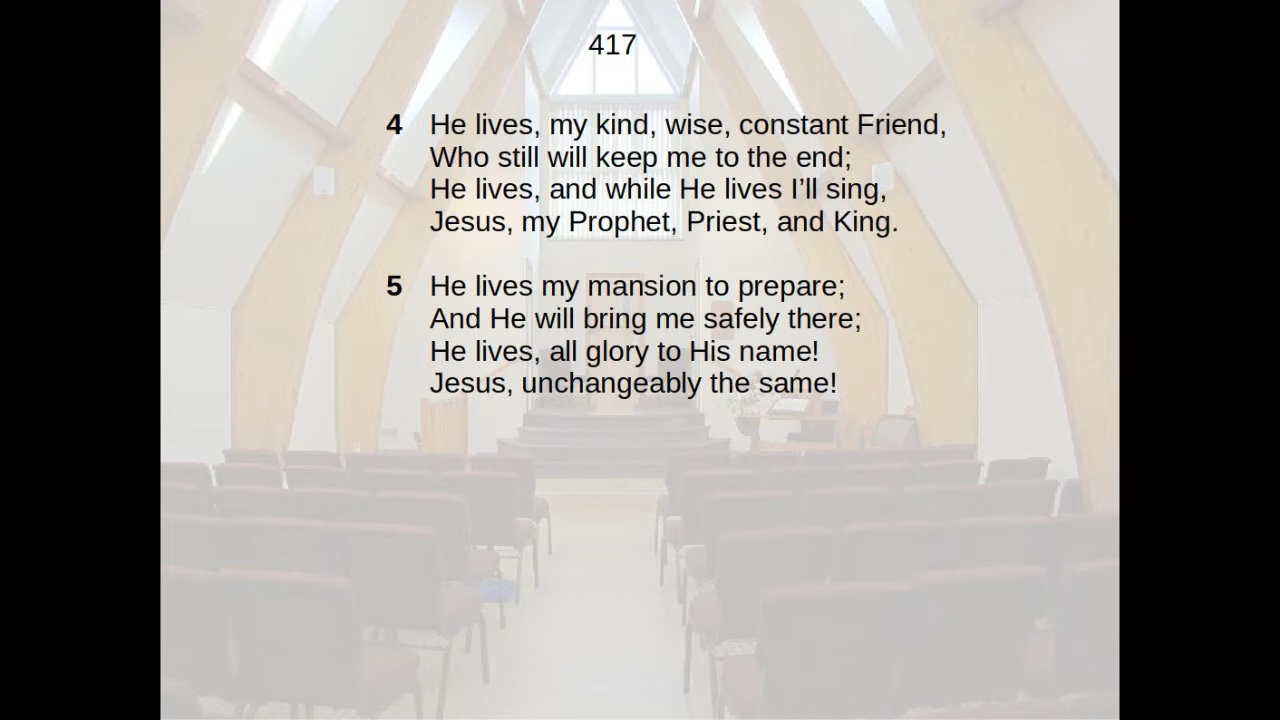 417
4 He lives, my kind, wise, constant Friend,
Who still will keep me to the end;
He lives, and while He lives I’ll sing,
Jesus, my Prophet, Priest, and King.
5 He lives my mansion to prepare;
And He will bring me safely there;
He lives, all glory to His name!
Jesus, unchangeably the same!